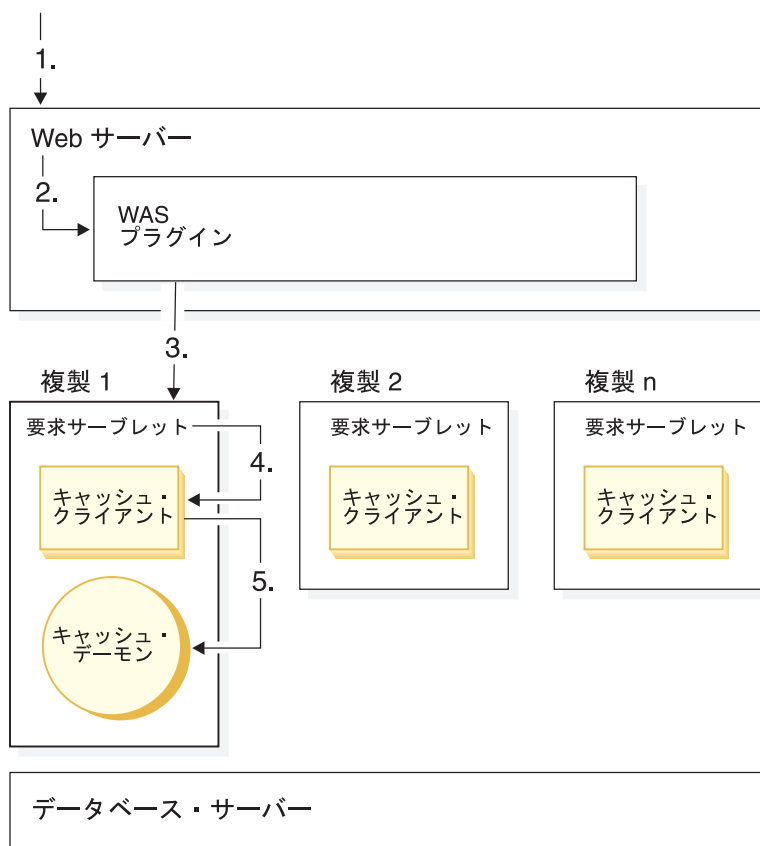 1.
Web サーバー
2.
WAS
プラグイン
3.
複製 1
複製 2
複製 n
要求サーブレット
要求サーブレット
要求サーブレット
4.
キャッシュ・
クライアント
キャッシュ・
クライアント
キャッシュ・
クライアント
5.
キャッシュ・
デーモン
データベース・サーバー